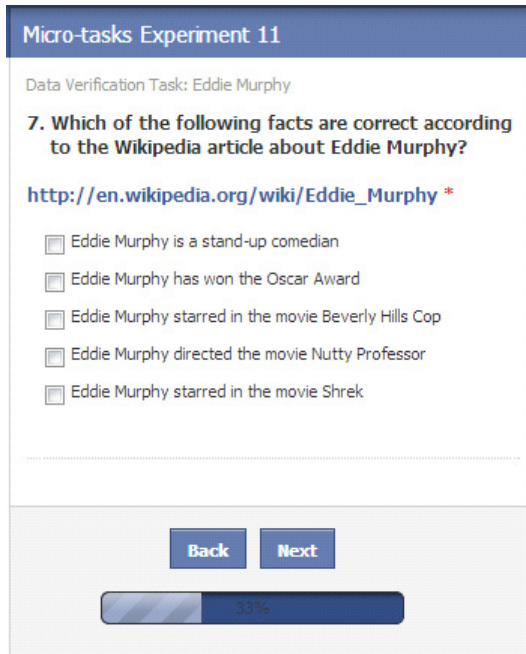 Micro-tasks Experiment 11
Data Verification Task: Eddie Murphy
7. Which of the following facts are correct according
to the Wikipedia article about Eddie Murphy?
http://en.wikipedia.org/wiki/Eddie_Murphy *
Eddie Murphy is a stand-up comedian
Eddie Murphy has won the Oscar Award
Eddie Murphy starred in the movie Beverly Hills Cop
Eddie Murphy directed the movie Nutty Professor
Eddie Murphy starred in the movie Shrek
Back Next
33%